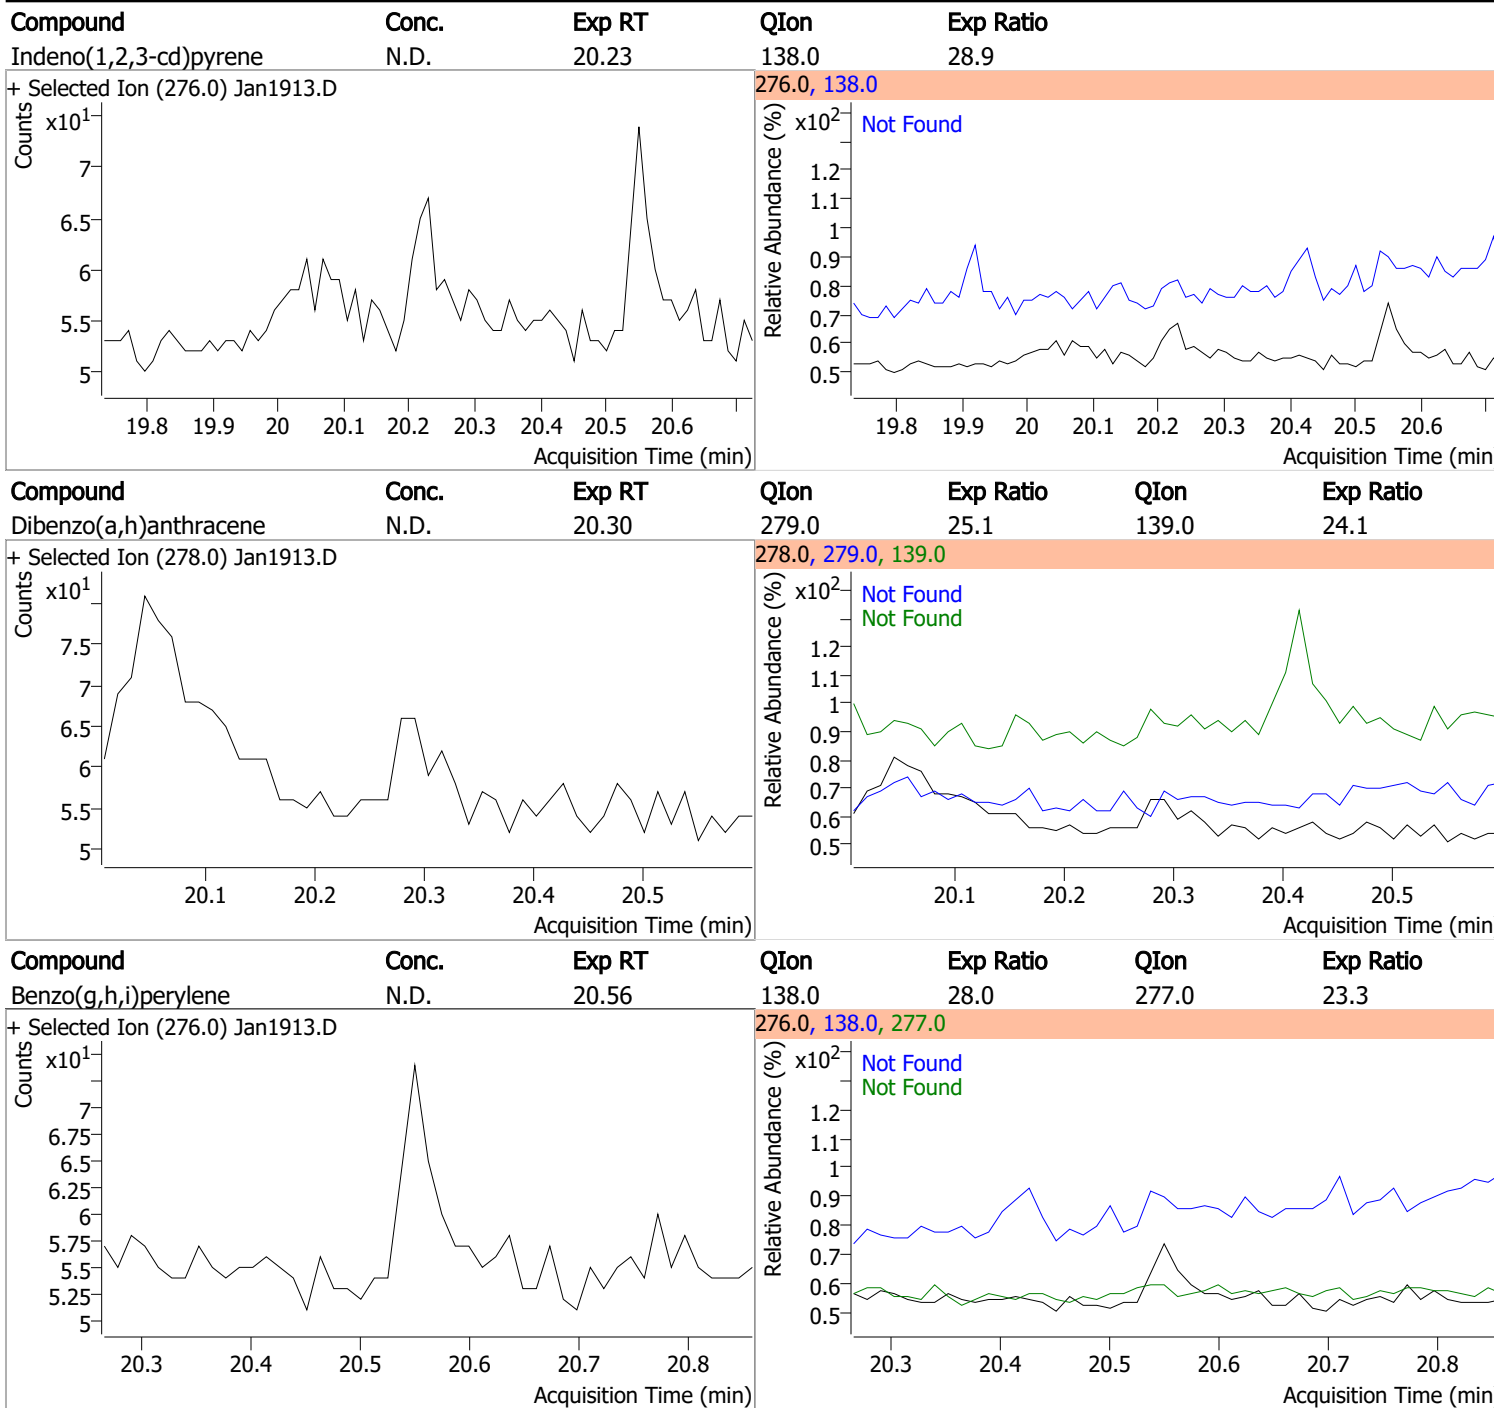 Compound Conc. Exp RT QIon Exp Ratio
Indeno(1,2,3-cd)pyrene N.D. 20.23 138.0 28.9
+ Selected Ion (276.0) Jan1913.D
276.0, 138.0
Counts
x10¹
7
6.5
6
5.5
5
19.8 19.9 20 20.1 20.2 20.3 20.4 20.5 20.6
Acquisition Time (min)
Relative Abundance (%)
x10²
Not Found
1.2
1.1
1
0.9
0.8
0.7
0.6
0.5
19.8 19.9 20 20.1 20.2 20.3 20.4 20.5 20.6
Acquisition Time (min
Compound Conc. Exp RT QIon Exp Ratio QIon Exp Ratio
Dibenzo(a,h)anthracene N.D. 20.30 279.0 25.1 139.0 24.1
+ Selected Ion (278.0) Jan1913.D
278.0, 279.0, 139.0
Counts
x10¹
7.5
7
6.5
6
5.5
5
20.1 20.2 20.3 20.4 20.5
Acquisition Time (min)
Relative Abundance (%)
x10²
Not Found
Not Found
1.2
1.1
1
0.9
0.8
0.7
0.6
0.5
20.1 20.2 20.3 20.4 20.5
Acquisition Time (min
Compound Conc. Exp RT QIon Exp Ratio QIon Exp Ratio
Benzo(g,h,i)perylene N.D. 20.56 138.0 28.0 277.0 23.3
+ Selected Ion (276.0) Jan1913.D
276.0, 138.0, 277.0
Counts
x10¹
7
6.75
6.5
6.25
6
5.75
5.5
5.25
5
20.3 20.4 20.5 20.6 20.7 20.8
Acquisition Time (min)
Relative Abundance (%)
x10²
Not Found
Not Found
1.2
1.1
1
0.9
0.8
0.7
0.6
0.5
20.3 20.4 20.5 20.6 20.7 20.8
Acquisition Time (min